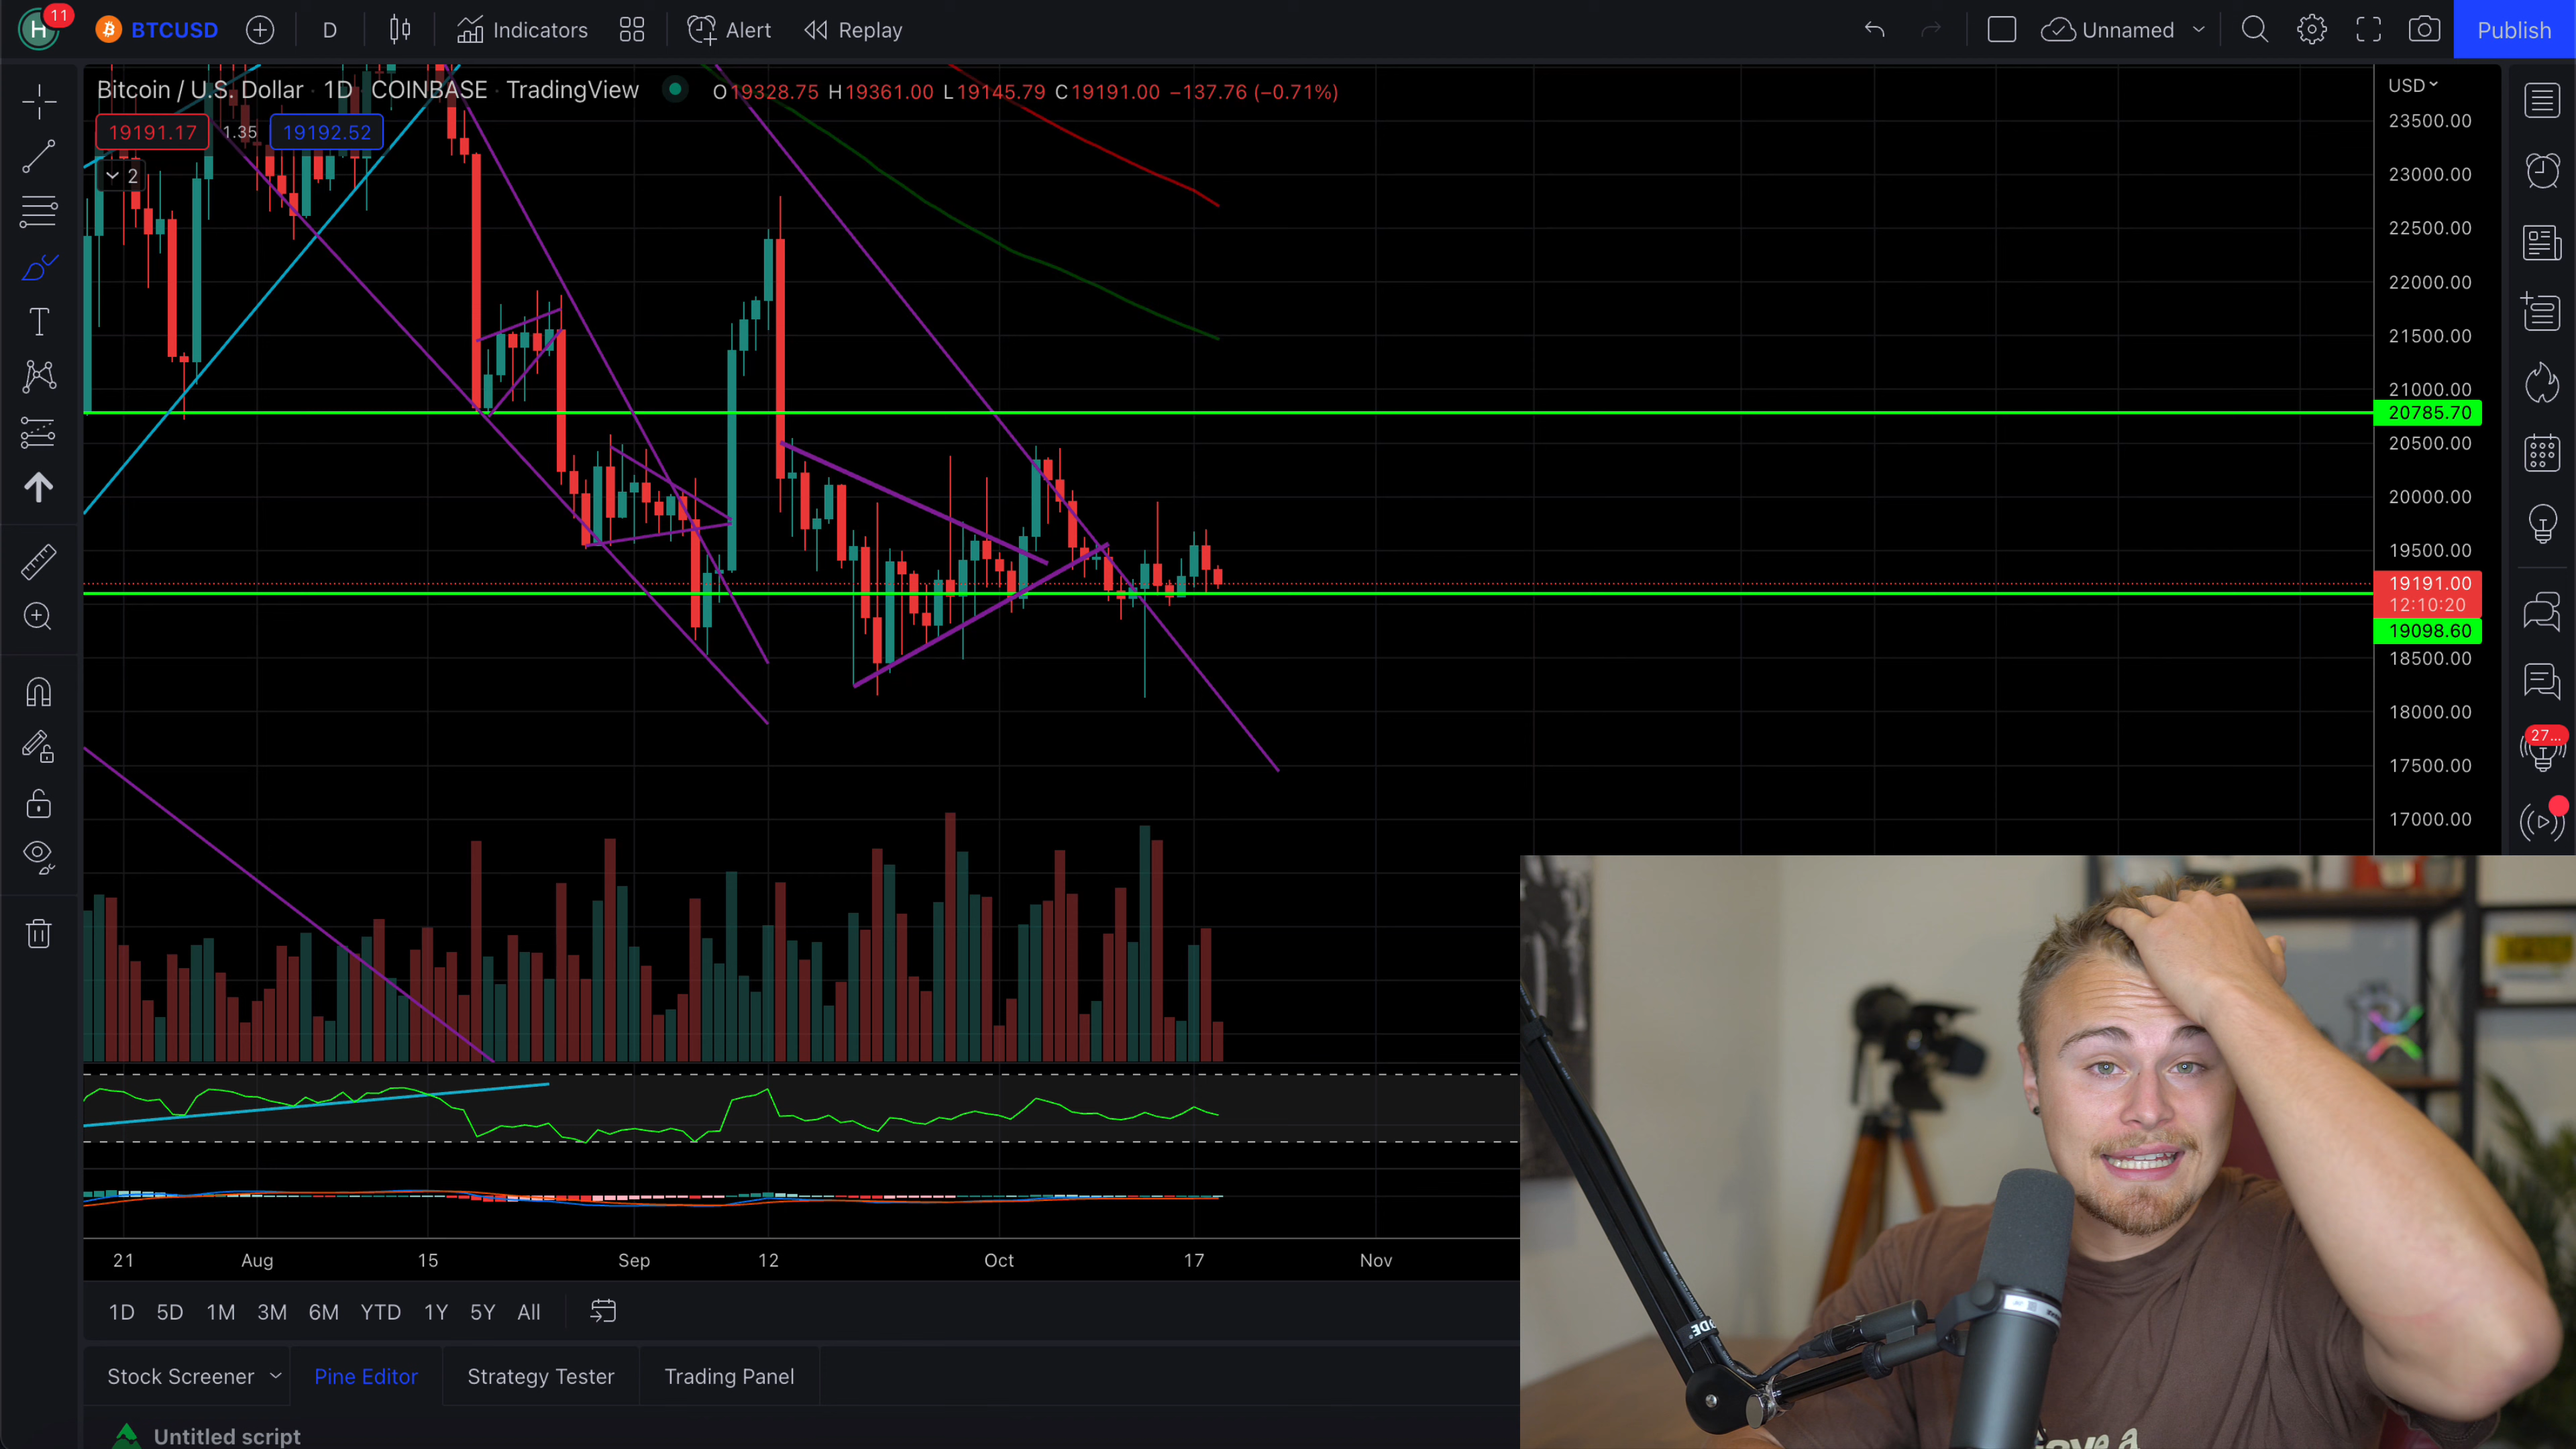 H 11 BTCUSD D Indicators Alert Replay Unnamed Publish
Bitcoin / U.S. Dollar · 1D · COINBASE · TradingView O19328.75 H19361.00 L19145.79 C19191.00 −137.76 (−0.71%)
USD
19191.17 1.35 19192.52
2
23500.00
23000.00
22500.00
22000.00
21500.00
21000.00
20785.70
20500.00
20000.00
19500.00
19191.00
12:10:20
19098.60
18500.00
18000.00
17500.00
17000.00
27...
21 Aug 15 Sep 12 Oct 17 Nov
1D 5D 1M 3M 6M YTD 1Y 5Y All
Stock Screener Pine Editor Strategy Tester Trading Panel
Untitled script